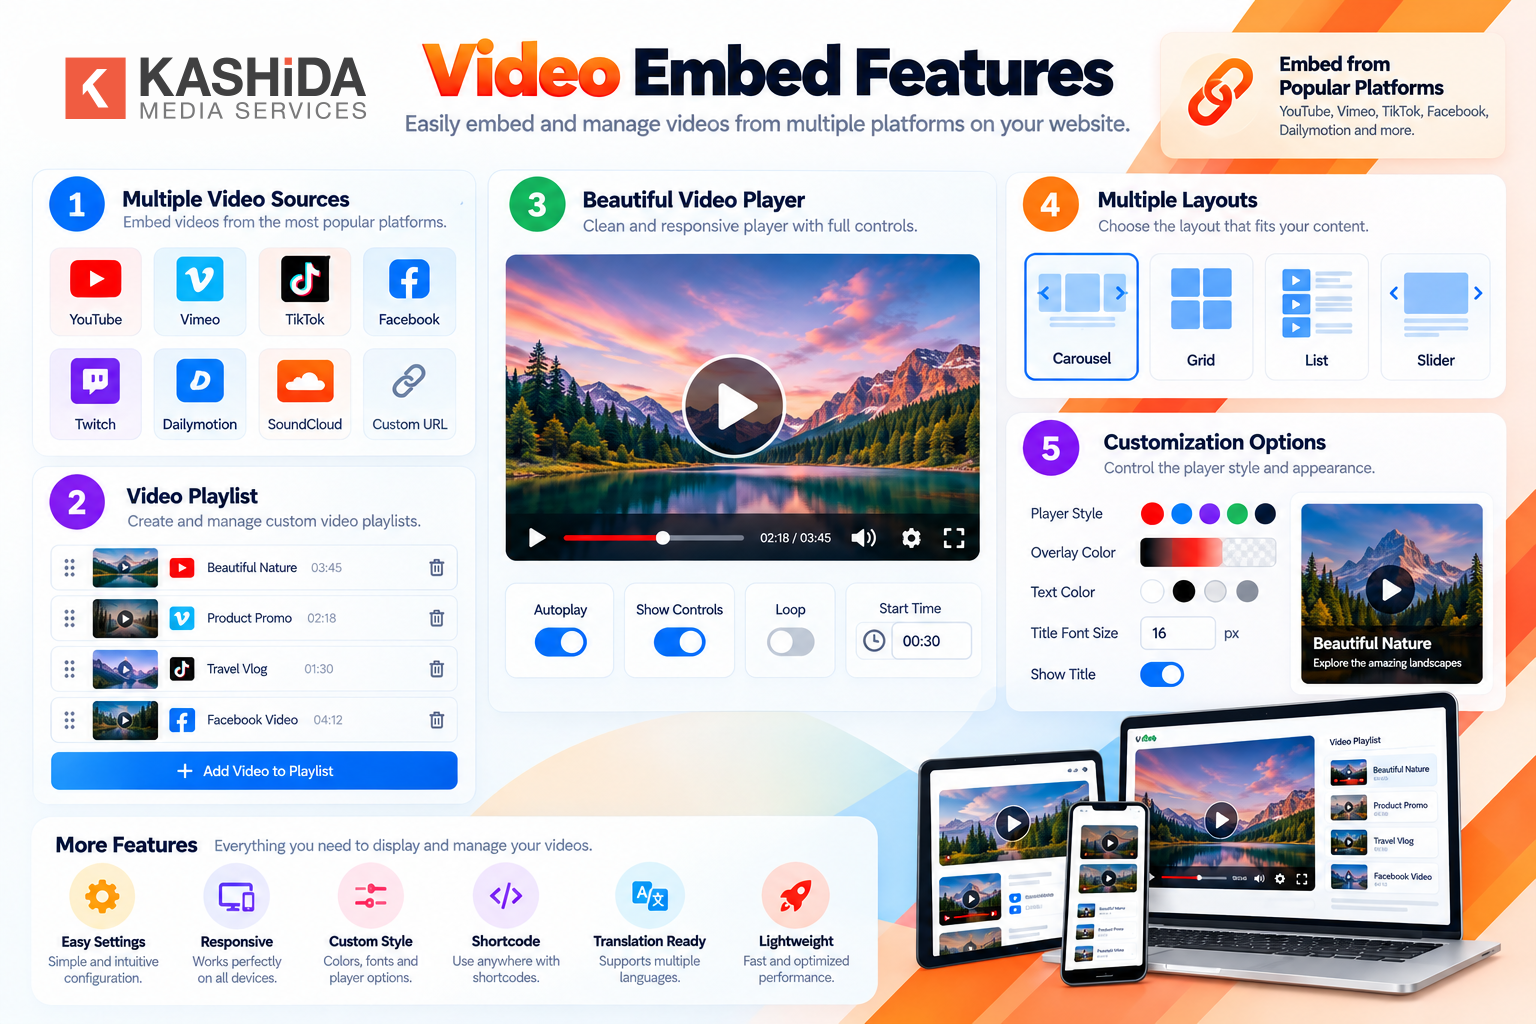 KASHiDA
MEDIA SERVICES
Video Embed Features
Easily embed and manage videos from multiple platforms on your website.
Embed from
Popular Platforms
YouTube, Vimeo, TikTok, Facebook,
Dailymotion and more.
1
Multiple Video Sources
Embed videos from the most popular platforms.
YouTube
Vimeo
TikTok
Facebook
Twitch
Dailymotion
SoundCloud
Custom URL
2
Video Playlist
Create and manage custom video playlists.
Beautiful Nature 03:45
Product Promo 02:18
Travel Vlog 01:30
Facebook Video 04:12
+ Add Video to Playlist
3
Beautiful Video Player
Clean and responsive player with full controls.
02:18 / 03:45
Autoplay
Show Controls
Loop
Start Time
00:30
4
Multiple Layouts
Choose the layout that fits your content.
Carousel
Grid
List
Slider
5
Customization Options
Control the player style and appearance.
Player Style
Overlay Color
Text Color
Title Font Size 16 px
Show Title
Beautiful Nature
Explore the amazing landscapes
More Features
Everything you need to display and manage your videos.
Easy Settings
Simple and intuitive
configuration.
Responsive
Works perfectly
on all devices.
Custom Style
Colors, fonts and
player options.
Shortcode
Use anywhere with
shortcodes.
Translation Ready
Supports multiple
languages.
Lightweight
Fast and optimized
performance.
Video Playlist
Beautiful Nature
Product Promo
Travel Vlog
Facebook Video